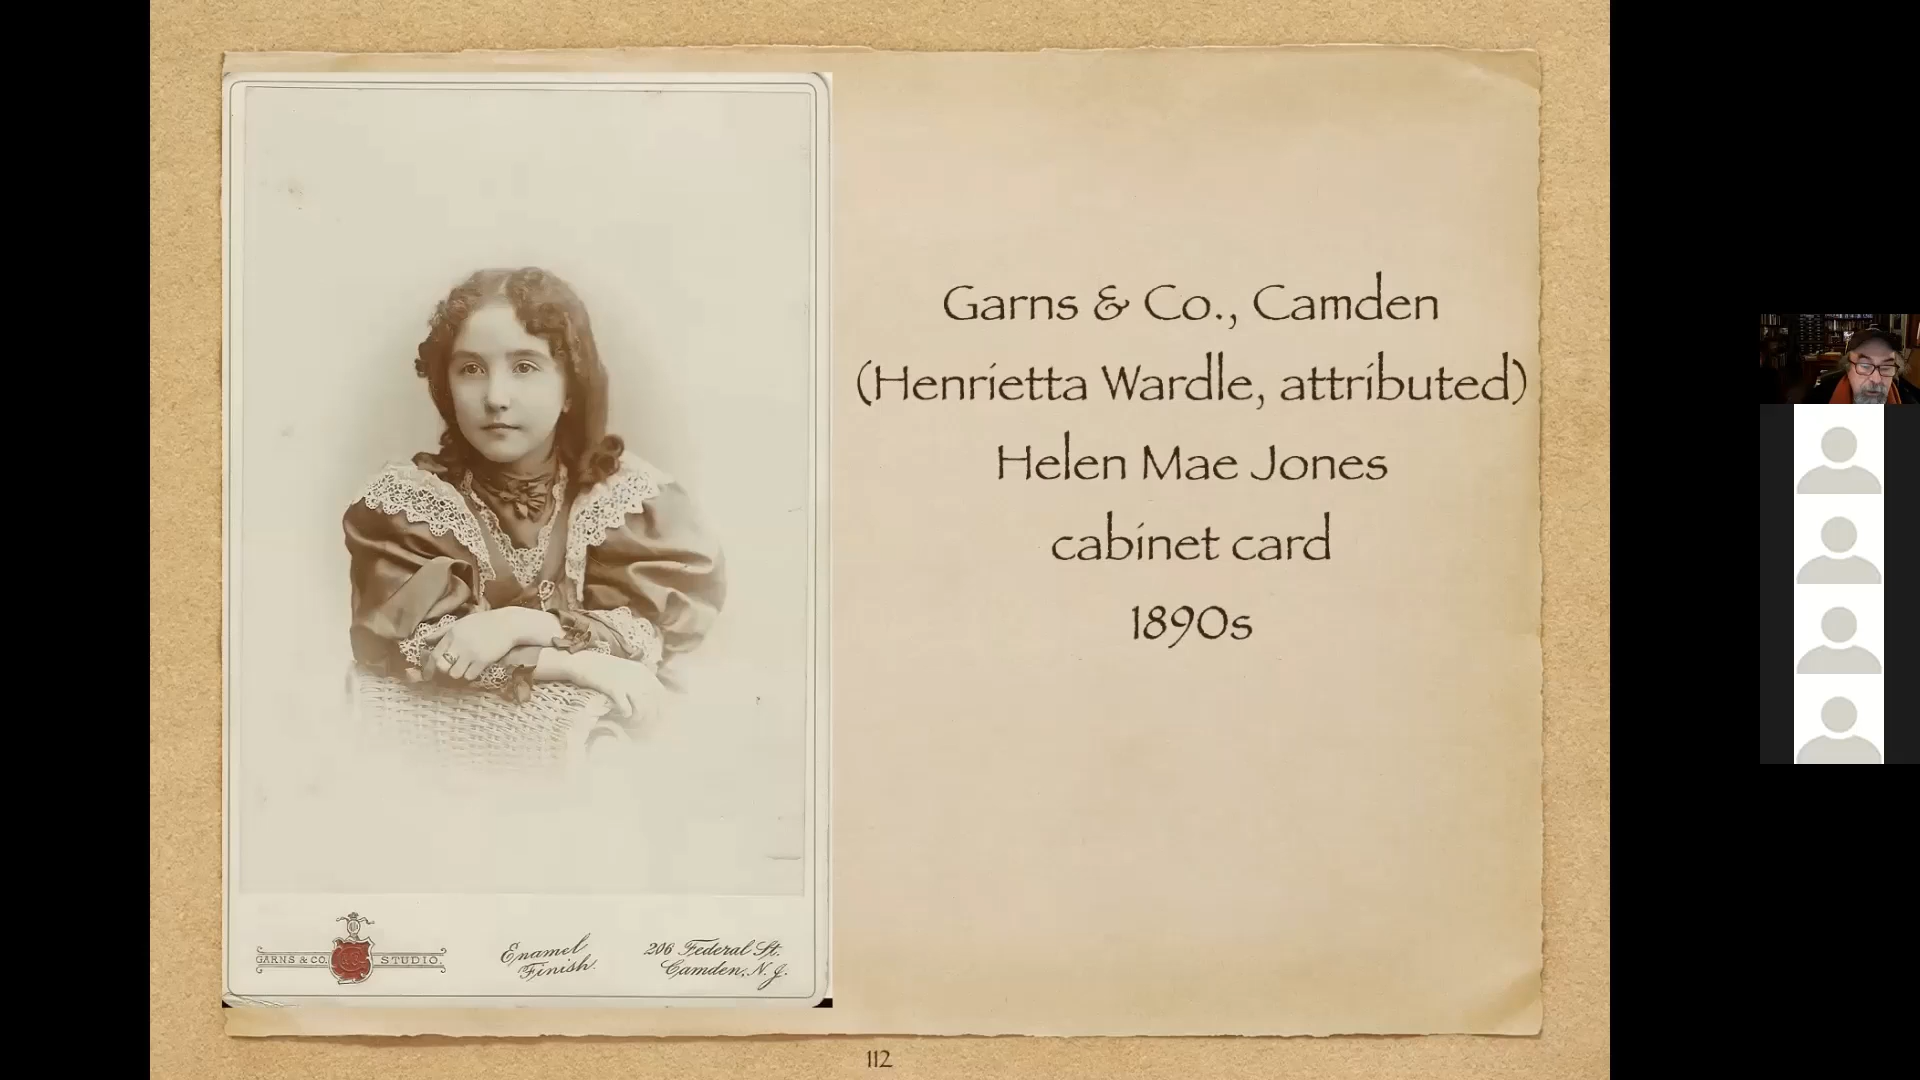 Garns & Co., Camden
(Henrietta Wardle, attributed)
Helen Mae Jones
cabinet card
1890s
GARNS & CO. STUDIO.
Enamel
Finish.
206 Federal St.
Camden, N. J.
112